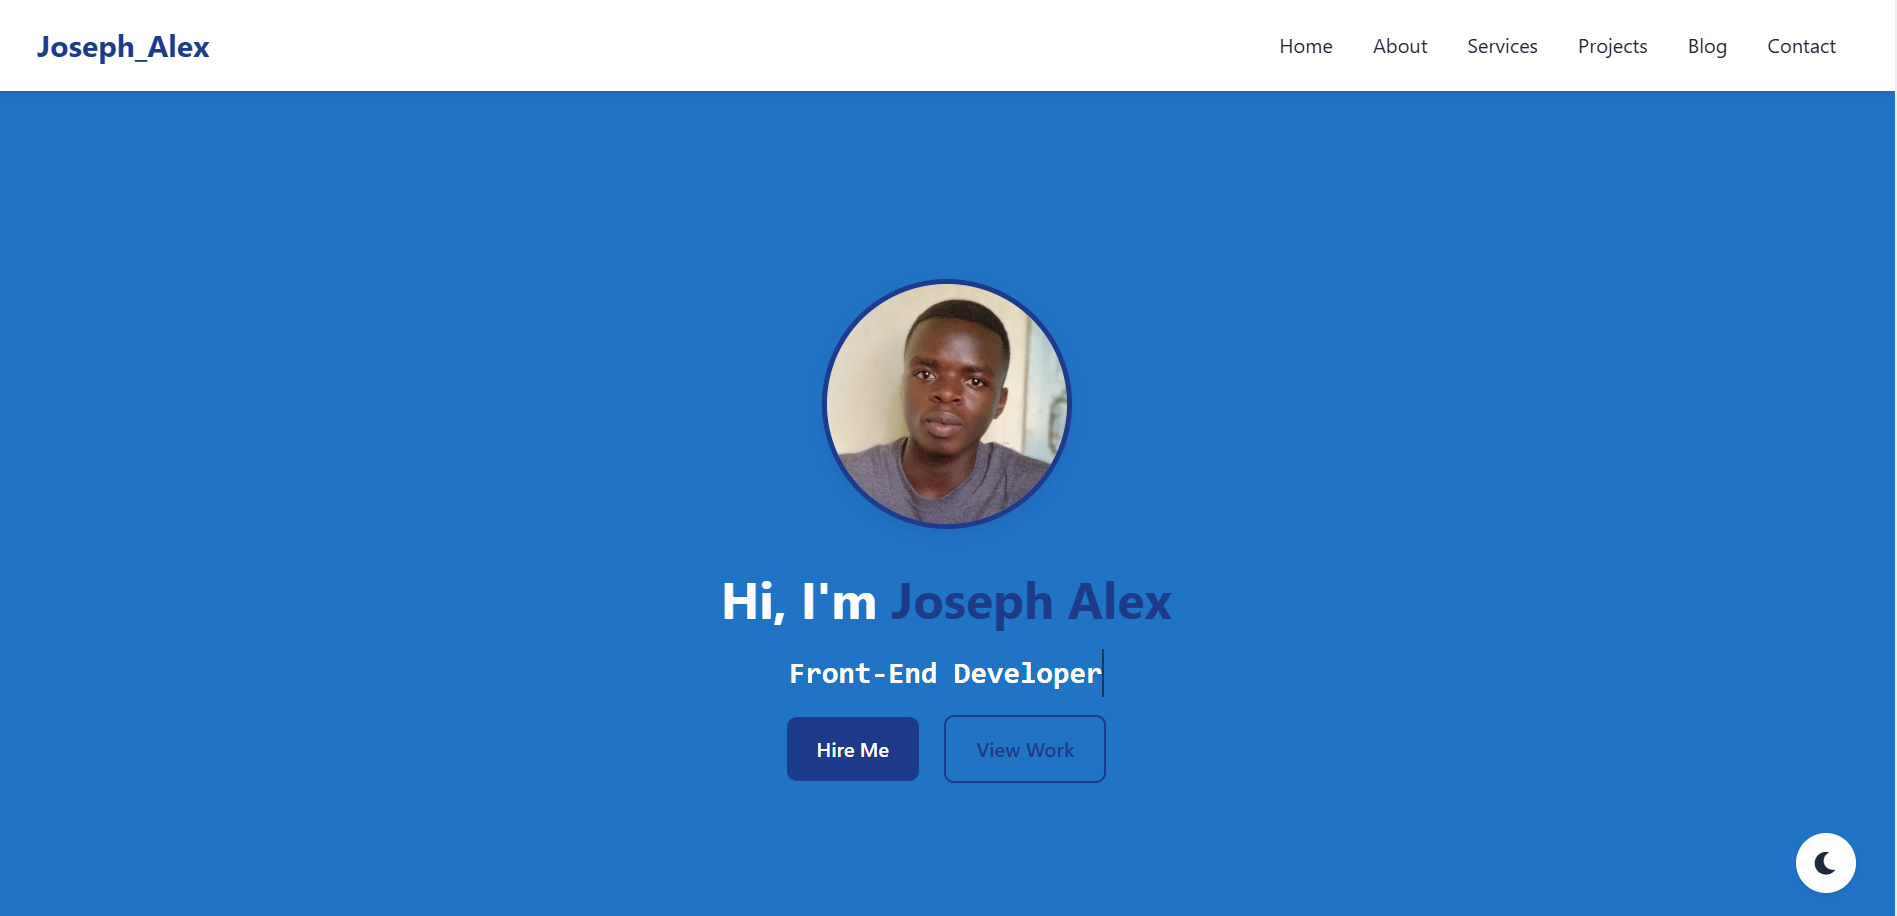 Joseph_Alex
Home About Services Projects Blog Contact
Hi, I'm Joseph Alex
Front-End Developer
Hire Me View Work